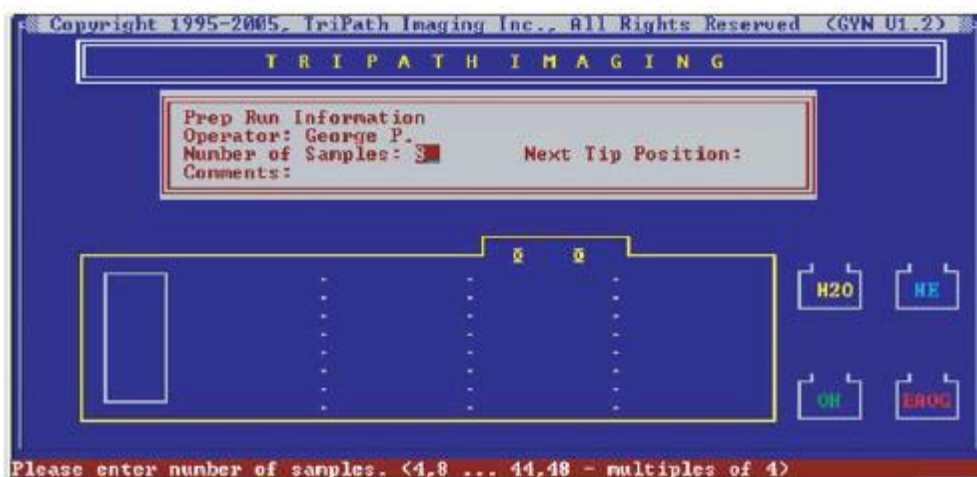 Copyright 1995-2005, TriPath Imaging Inc., All Rights Reserved (GYN V1.2)
T R I P A T H I M A G I N G
Prep Run Information
Operator: George P.
Number of Samples: 8 Next Tip Position:
Comments:
H2O HE
OH EAOG
Please enter number of samples. (4,8 ... 44,48 - multiples of 4)